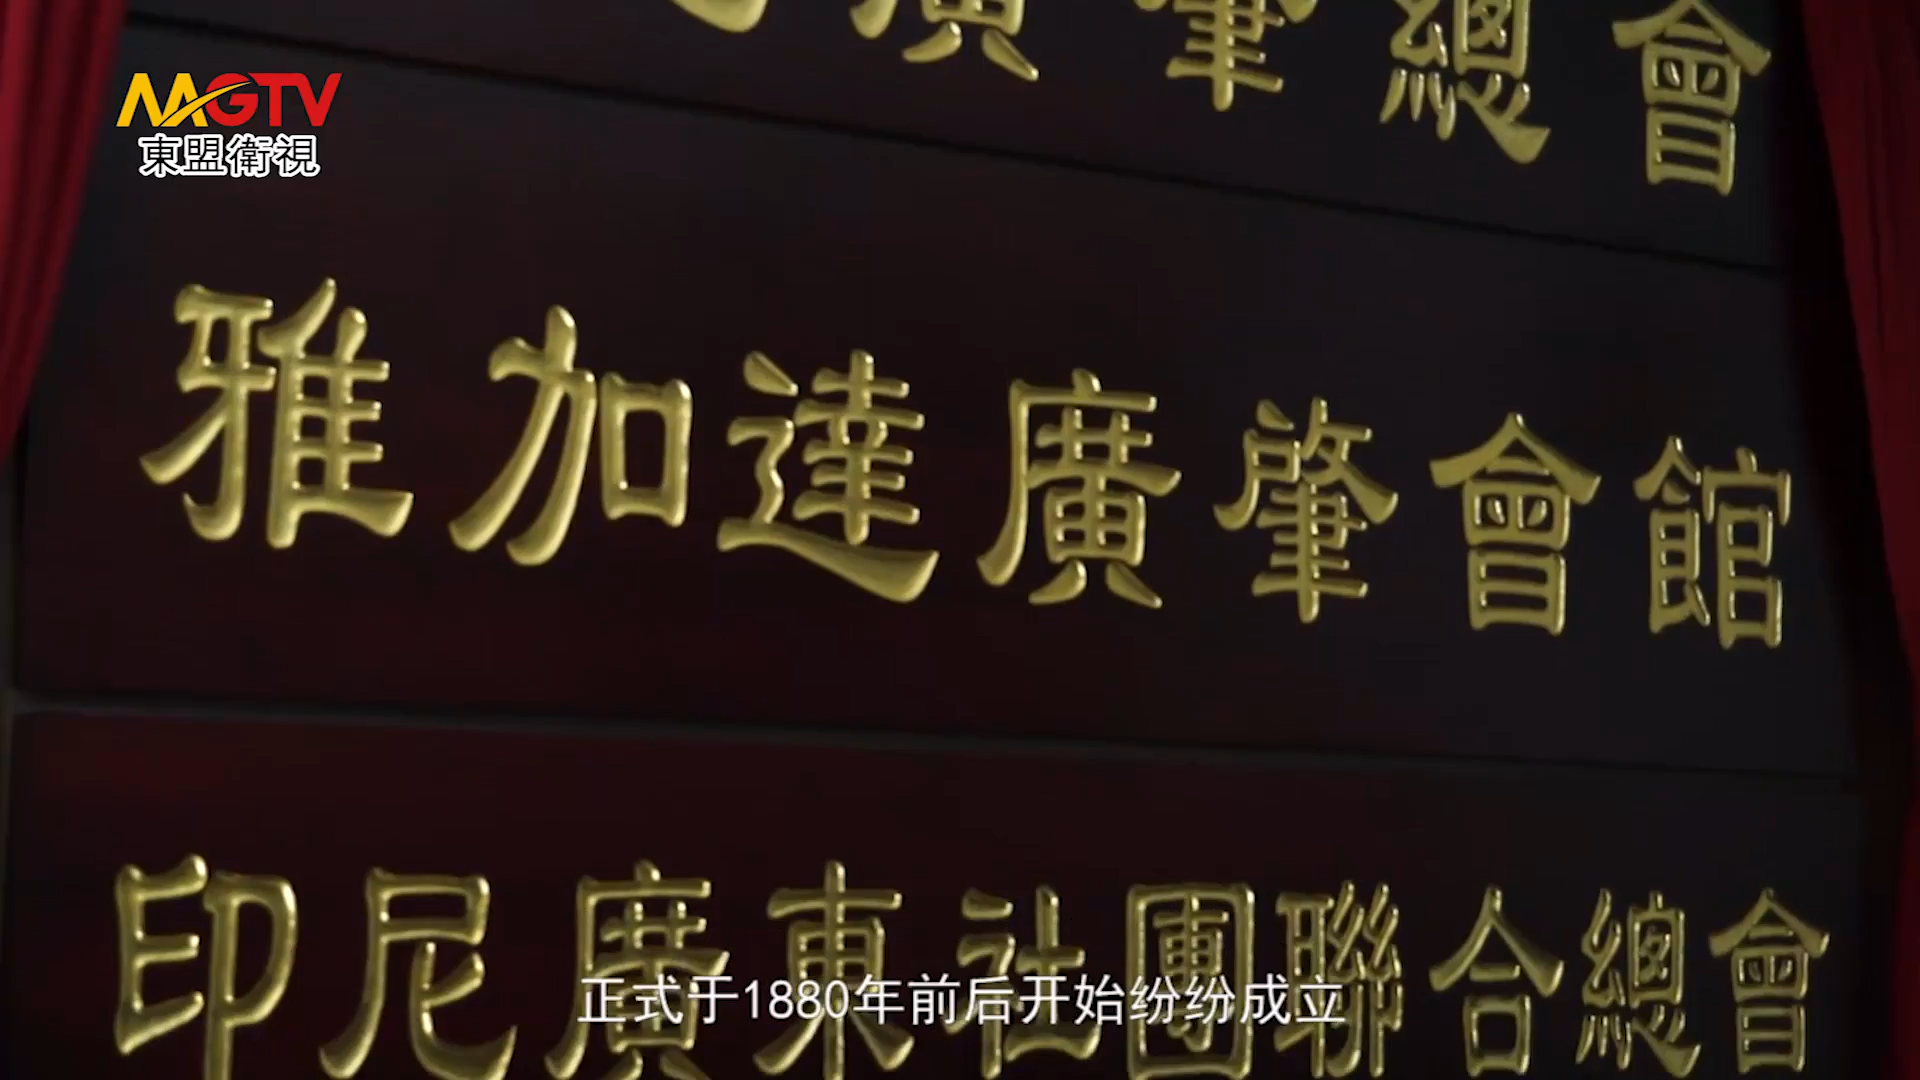 廣肇總會
MAGTV
東盟衛視
雅加達廣肇會館
印尼廣東社團聯合總會
正式于1880年前后开始纷纷成立